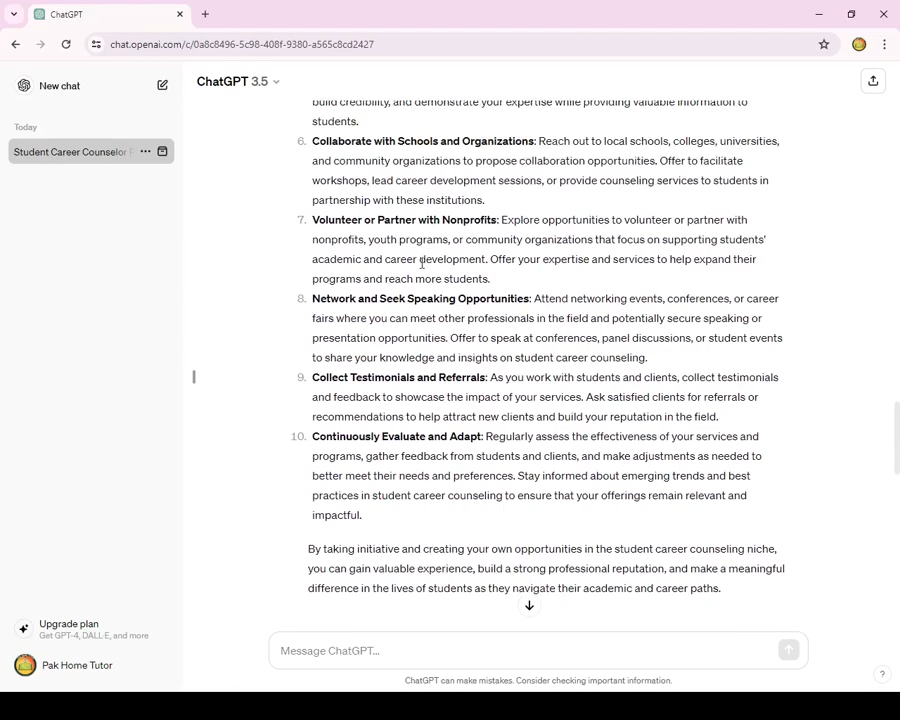 ChatGPT
chat.openai.com/c/0a8c8496-5c98-408f-9380-a565c8cd2427
New chat
ChatGPT 3.5
Today
Student Career Counselor
build credibility, and demonstrate your expertise while providing valuable information to
students.
6. Collaborate with Schools and Organizations: Reach out to local schools, colleges, universities,
and community organizations to propose collaboration opportunities. Offer to facilitate
workshops, lead career development sessions, or provide counseling services to students in
partnership with these institutions.
7. Volunteer or Partner with Nonprofits: Explore opportunities to volunteer or partner with
nonprofits, youth programs, or community organizations that focus on supporting students'
academic and career development. Offer your expertise and services to help expand their
programs and reach more students.
8. Network and Seek Speaking Opportunities: Attend networking events, conferences, or career
fairs where you can meet other professionals in the field and potentially secure speaking or
presentation opportunities. Offer to speak at conferences, panel discussions, or student events
to share your knowledge and insights on student career counseling.
9. Collect Testimonials and Referrals: As you work with students and clients, collect testimonials
and feedback to showcase the impact of your services. Ask satisfied clients for referrals or
recommendations to help attract new clients and build your reputation in the field.
10. Continuously Evaluate and Adapt: Regularly assess the effectiveness of your services and
programs, gather feedback from students and clients, and make adjustments as needed to
better meet their needs and preferences. Stay informed about emerging trends and best
practices in student career counseling to ensure that your offerings remain relevant and
impactful.
By taking initiative and creating your own opportunities in the student career counseling niche,
you can gain valuable experience, build a strong professional reputation, and make a meaningful
difference in the lives of students as they navigate their academic and career paths.
Upgrade plan
Get GPT-4, DALL·E, and more
Pak Home Tutor
Message ChatGPT...
ChatGPT can make mistakes. Consider checking important information.
?